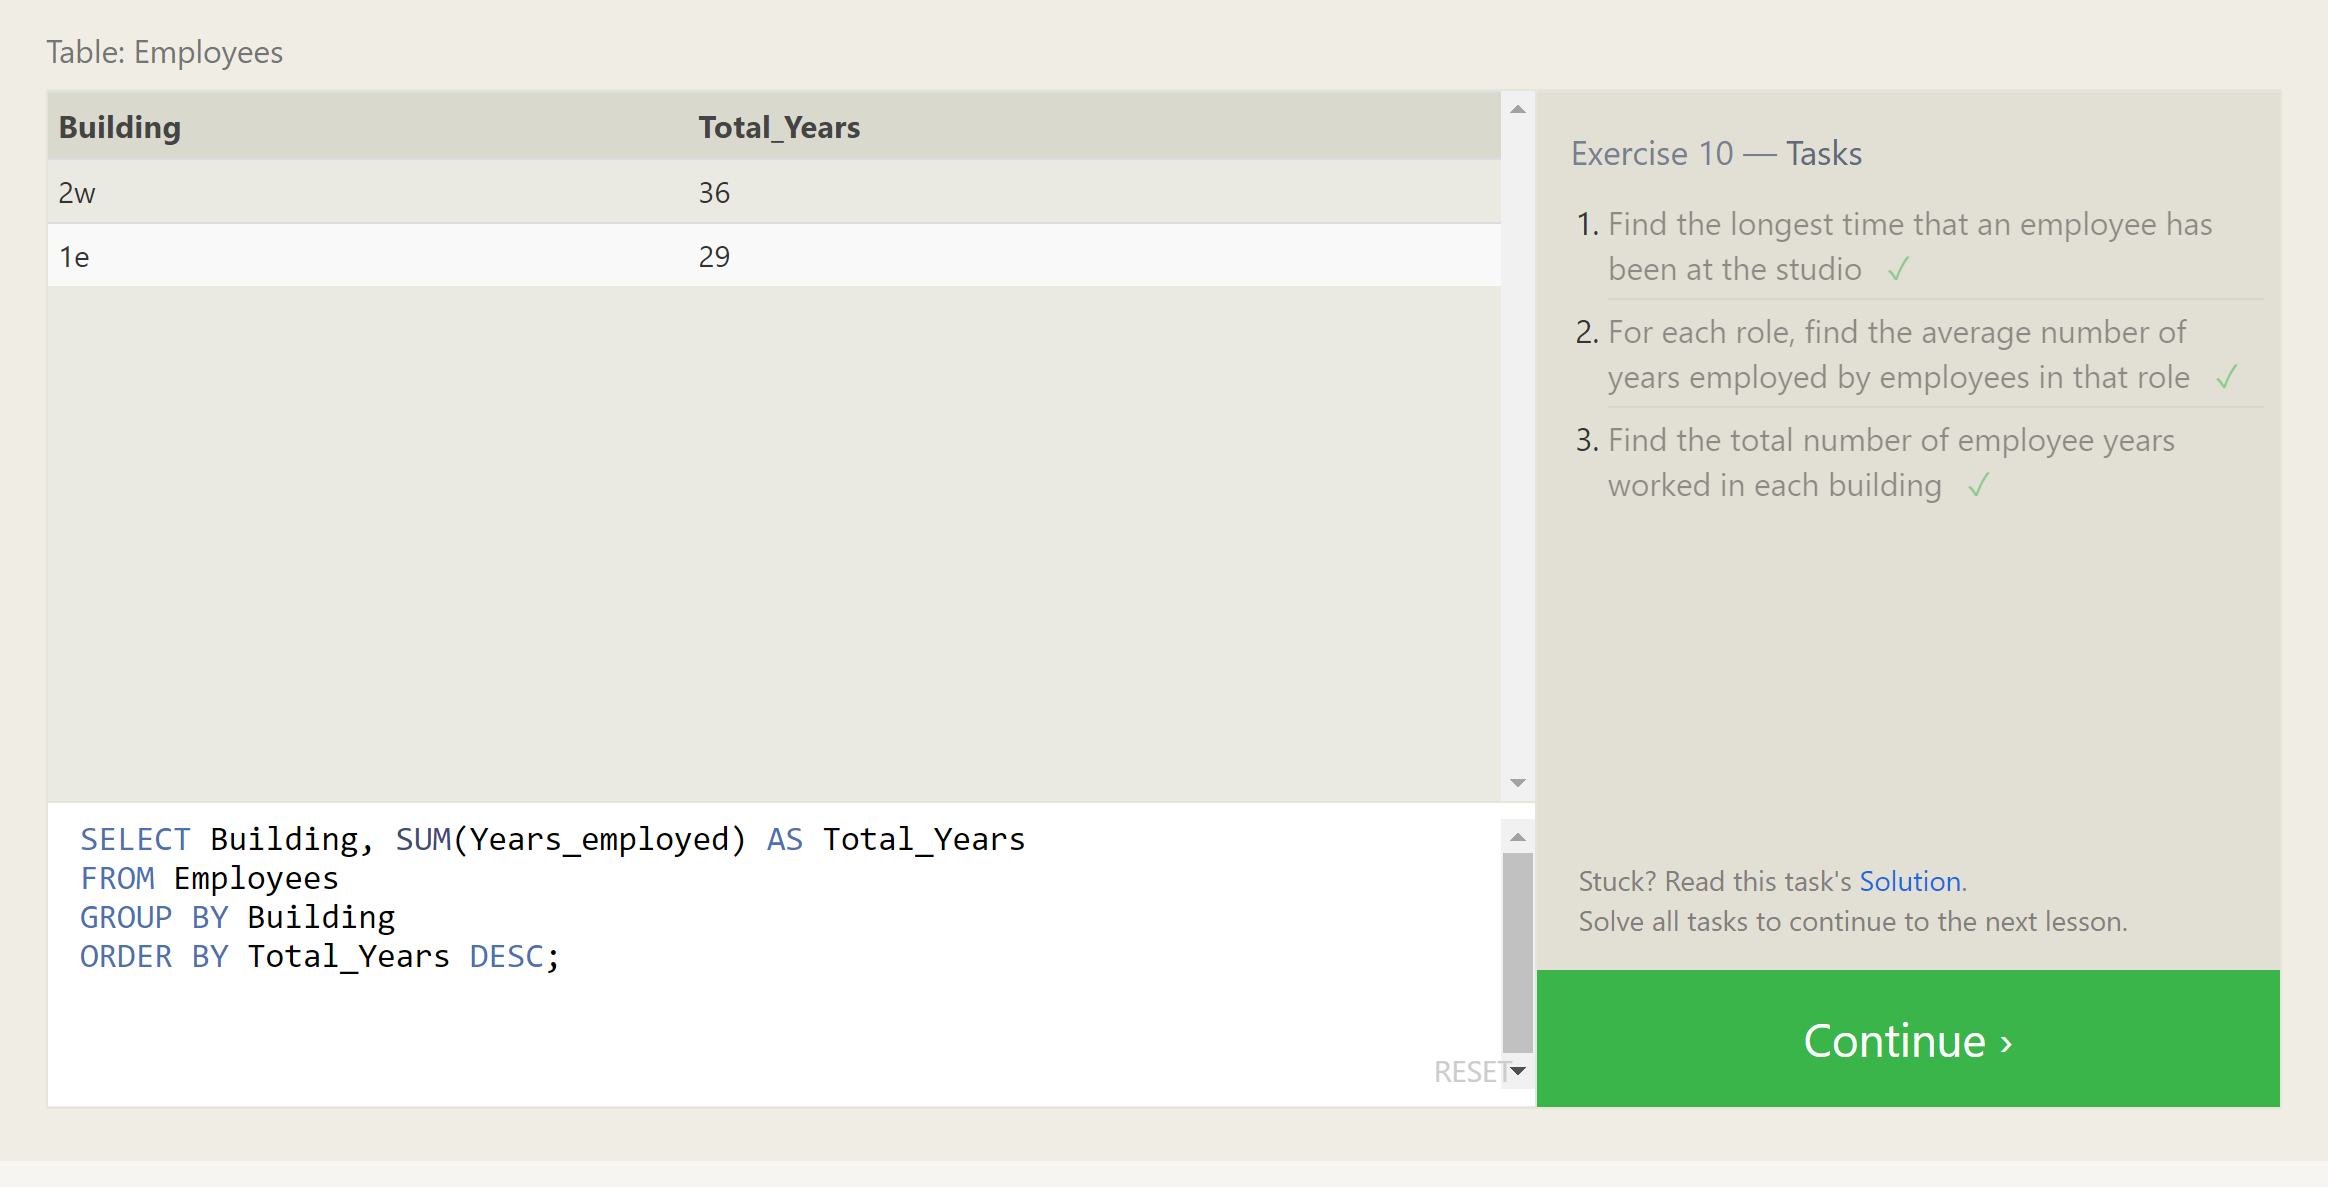 Table: Employees
Building Total_Years
2w 36
1e 29
SELECT Building, SUM(Years_employed) AS Total_Years
FROM Employees
GROUP BY Building
ORDER BY Total_Years DESC;
RESET
Exercise 10 — Tasks
1. Find the longest time that an employee has
been at the studio ✓
2. For each role, find the average number of
years employed by employees in that role ✓
3. Find the total number of employee years
worked in each building ✓
Stuck? Read this task's Solution.
Solve all tasks to continue to the next lesson.
Continue ›